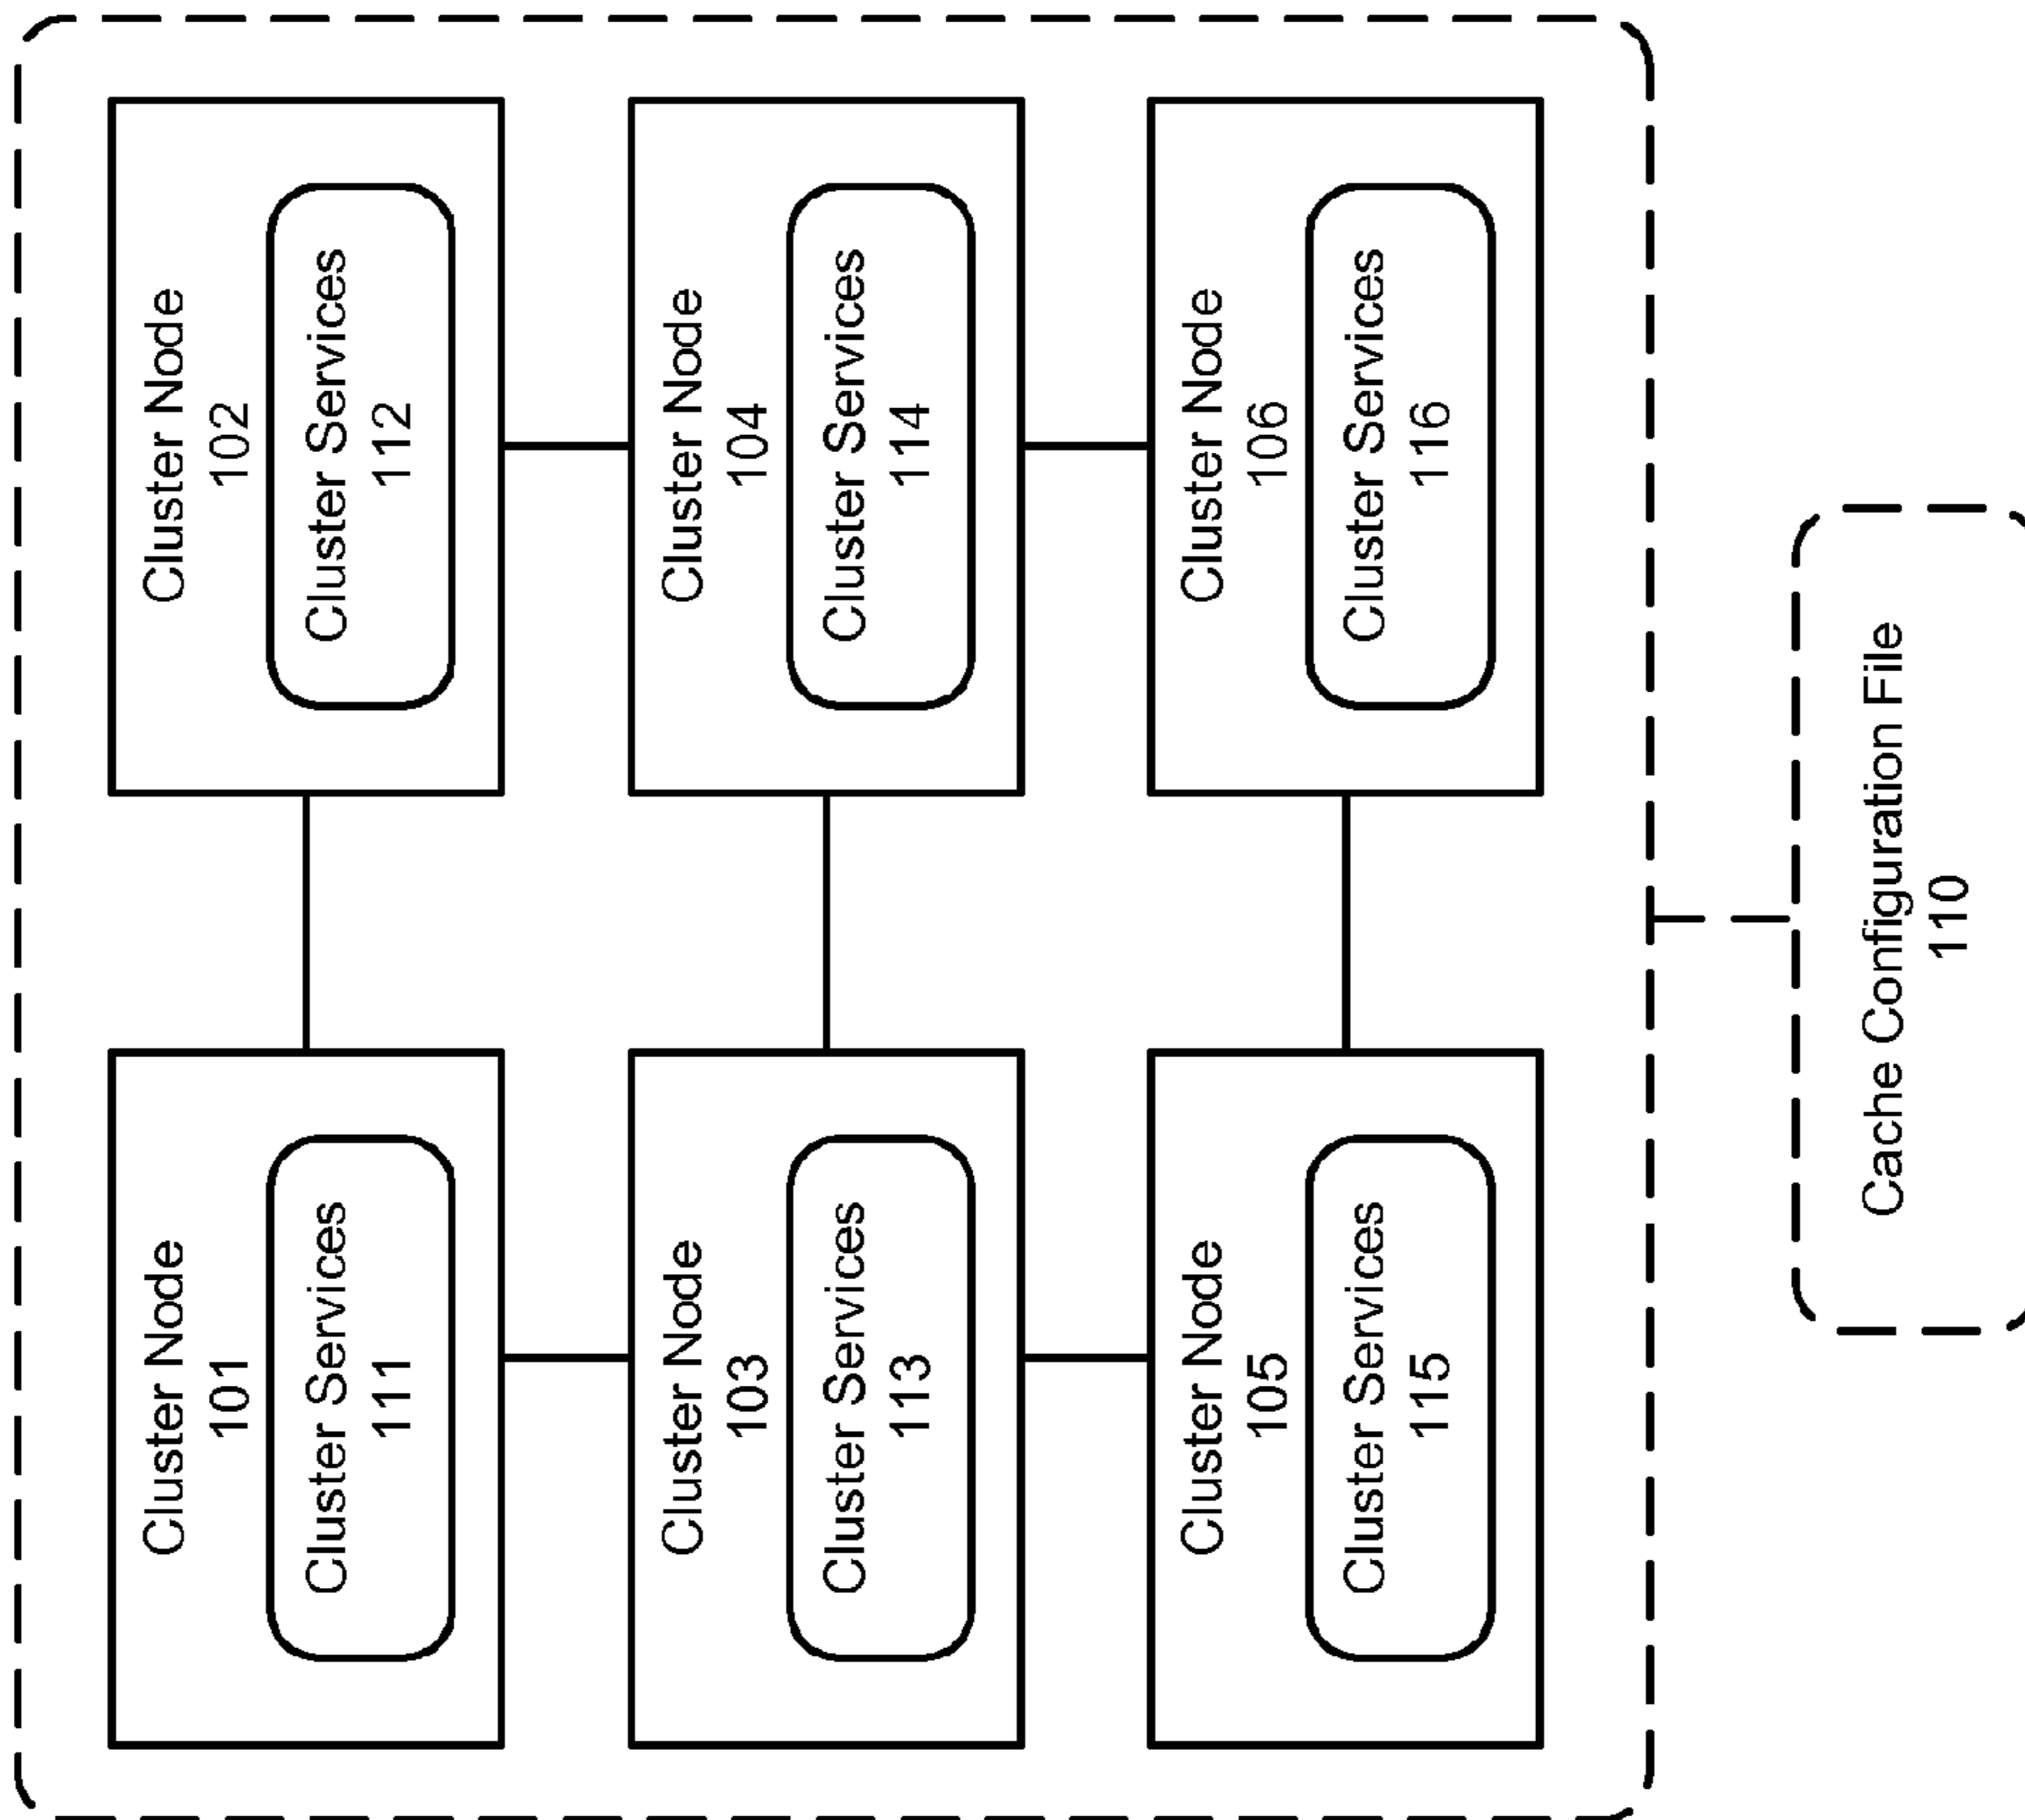 Cluster Node
101
Cluster Services
111
Cluster Node
102
Cluster Services
112
Cluster Node
103
Cluster Services
113
Cluster Node
104
Cluster Services
114
Cluster Node
105
Cluster Services
115
Cluster Node
106
Cluster Services
116
Cache Configuration File
110